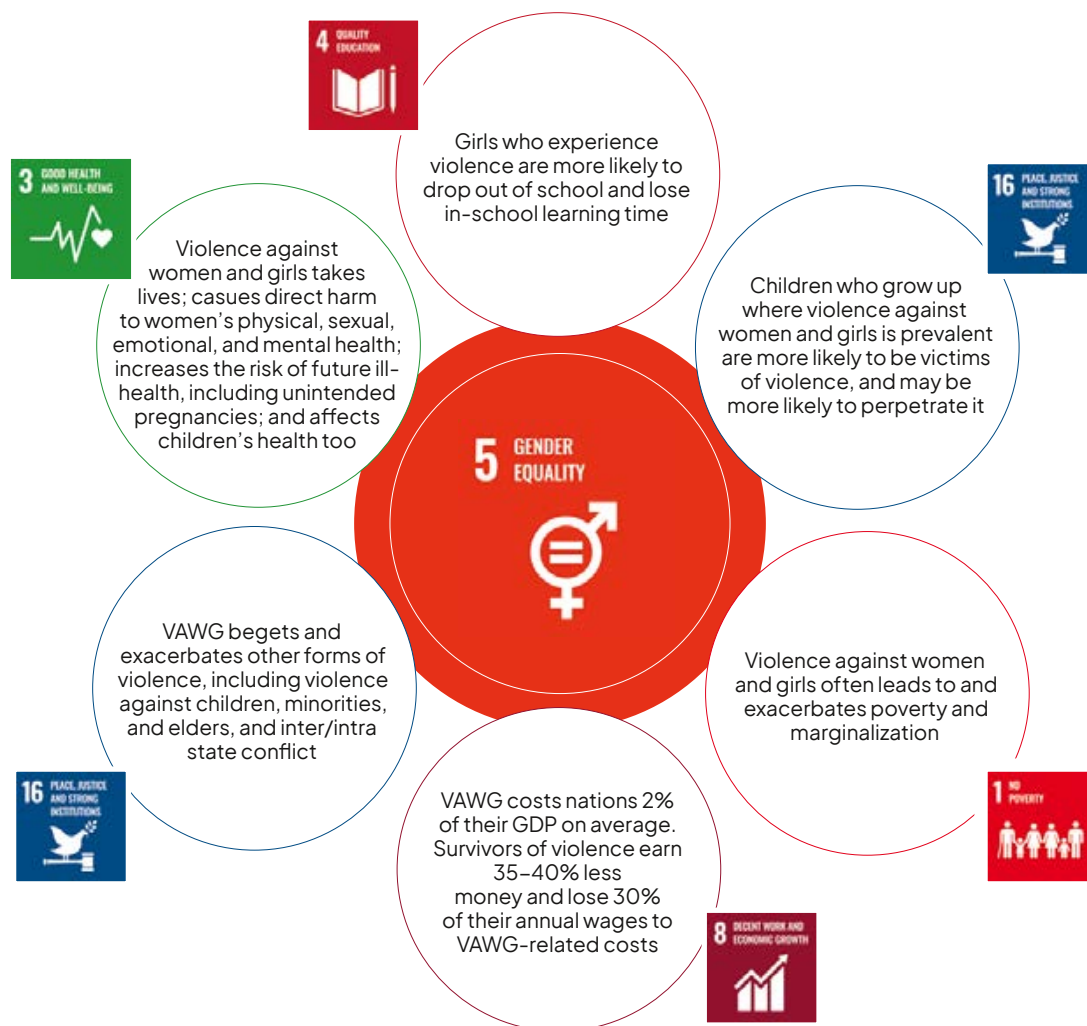 4 QUALITY
EDUCATION
Girls who experience
violence are more likely to
drop out of school and lose
in-school learning time
3 GOOD HEALTH
AND WELL-BEING
Violence against
women and girls takes
lives; casues direct harm
to women's physical, sexual,
emotional, and mental health;
increases the risk of future ill-
health, including unintended
pregnancies; and affects
children's health too
16 PEACE, JUSTICE
AND STRONG
INSTITUTIONS
Children who grow up
where violence against
women and girls is prevalent
are more likely to be victims
of violence, and may be
more likely to perpetrate it
5 GENDER
EQUALITY
VAWG begets and
exacerbates other forms of
violence, including violence
against children, minorities,
and elders, and inter/intra
state conflict
16 PEACE, JUSTICE
AND STRONG
INSTITUTIONS
Violence against women
and girls often leads to and
exacerbates poverty and
marginalization
1 NO
POVERTY
VAWG costs nations 2%
of their GDP on average.
Survivors of violence earn
35–40% less
money and lose 30%
of their annual wages to
VAWG-related costs
8 DECENT WORK AND
ECONOMIC GROWTH